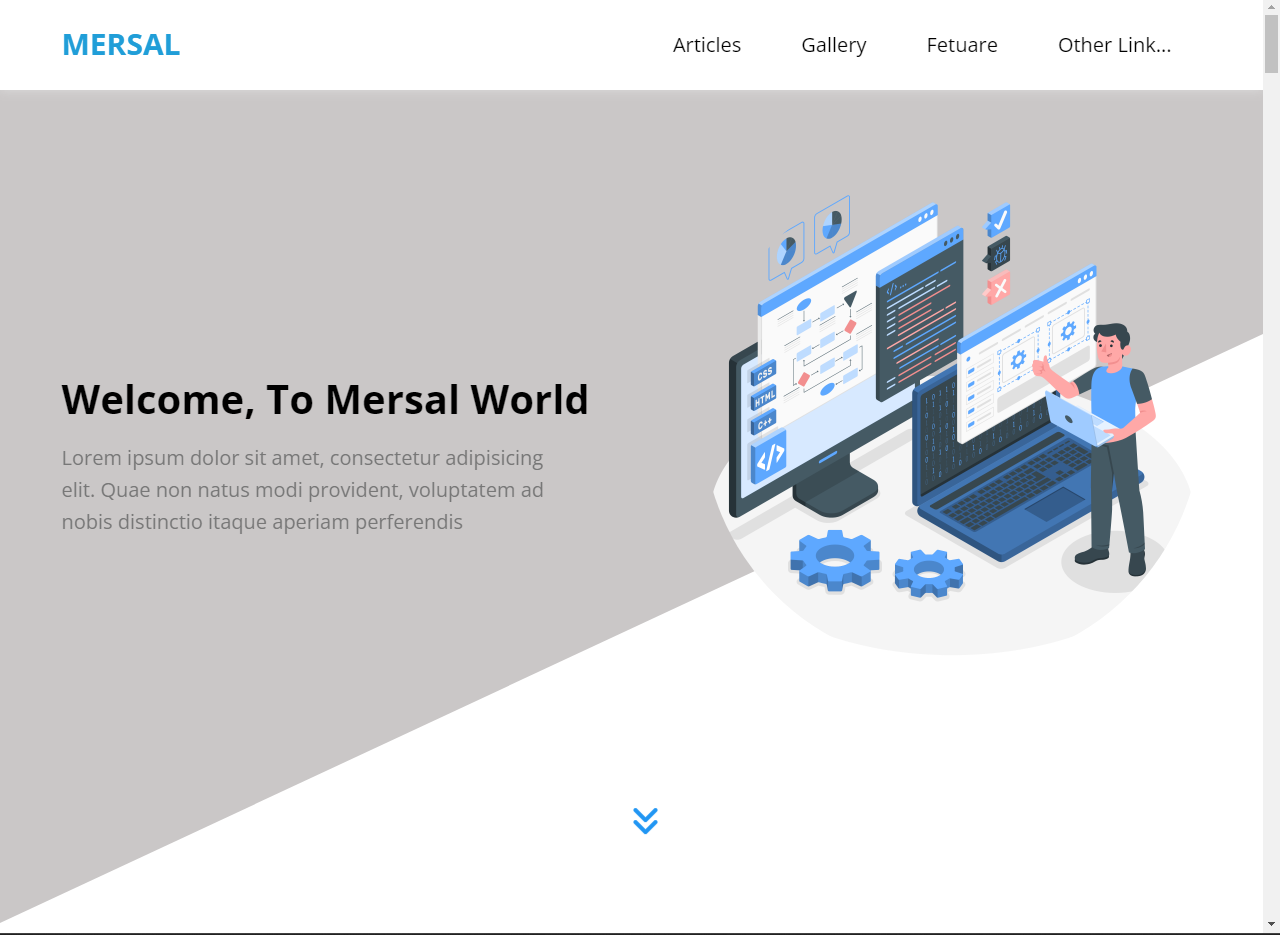 MERSAL
Articles
Gallery
Fetuare
Other Link...
Welcome, To Mersal World
Lorem ipsum dolor sit amet, consectetur adipisicing
elit. Quae non natus modi provident, voluptatem ad
nobis distinctio itaque aperiam perferendis
</> ...
CSS
HTML
C++
</>